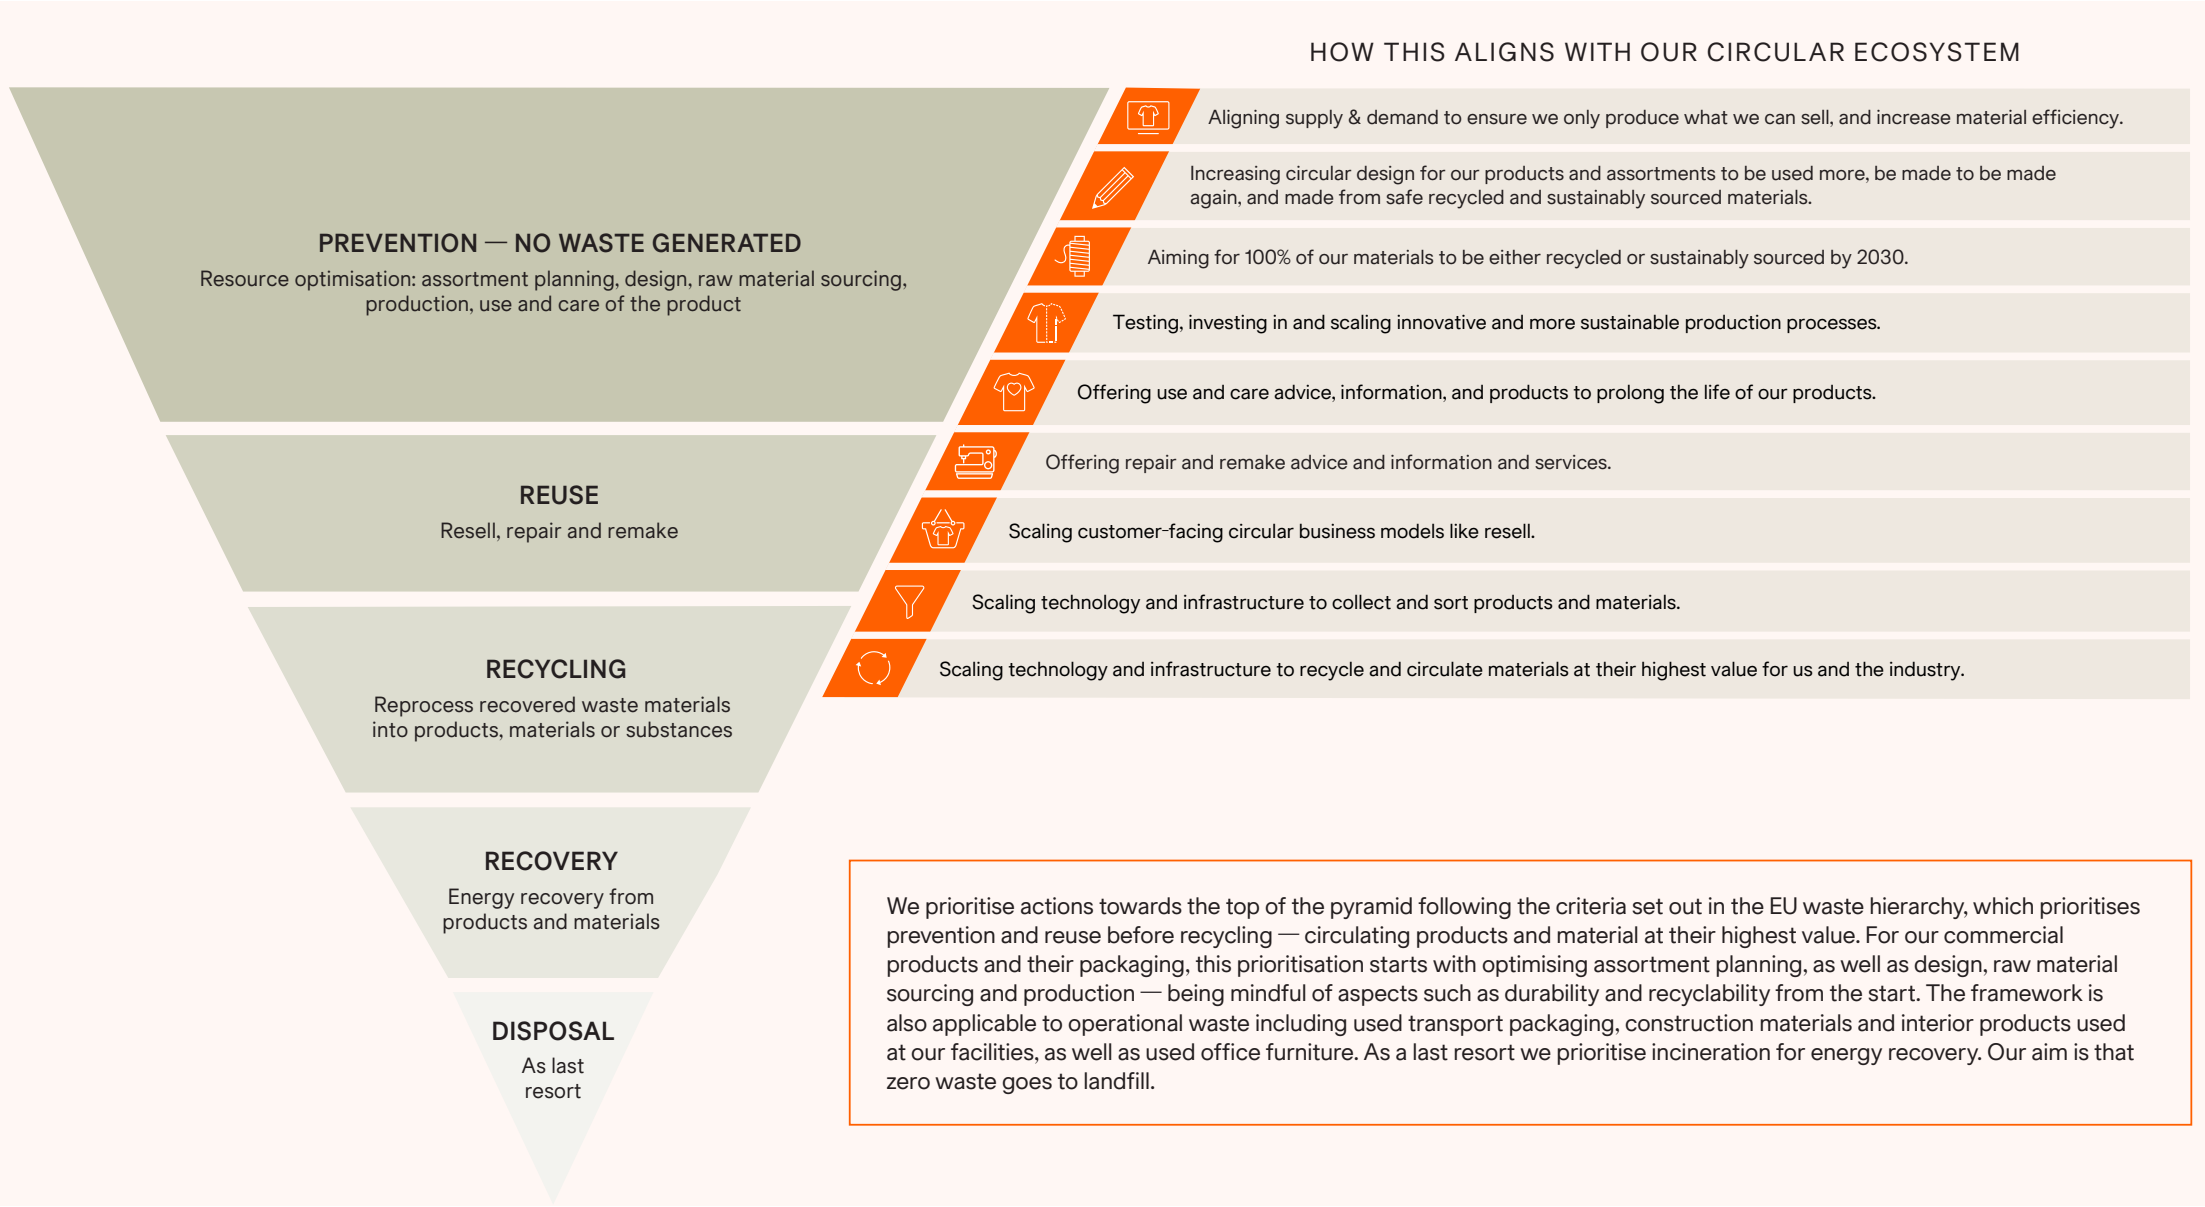 HOW THIS ALIGNS WITH OUR CIRCULAR ECOSYSTEM
PREVENTION — NO WASTE GENERATED
Resource optimisation: assortment planning, design, raw material sourcing,
production, use and care of the product
REUSE
Resell, repair and remake
RECYCLING
Reprocess recovered waste materials
into products, materials or substances
RECOVERY
Energy recovery from
products and materials
DISPOSAL
As last
resort
Aligning supply & demand to ensure we only produce what we can sell, and increase material efficiency.
Increasing circular design for our products and assortments to be used more, be made to be made
again, and made from safe recycled and sustainably sourced materials.
Aiming for 100% of our materials to be either recycled or sustainably sourced by 2030.
Testing, investing in and scaling innovative and more sustainable production processes.
Offering use and care advice, information, and products to prolong the life of our products.
Offering repair and remake advice and information and services.
Scaling customer-facing circular business models like resell.
Scaling technology and infrastructure to collect and sort products and materials.
Scaling technology and infrastructure to recycle and circulate materials at their highest value for us and the industry.
We prioritise actions towards the top of the pyramid following the criteria set out in the EU waste hierarchy, which prioritises
prevention and reuse before recycling — circulating products and material at their highest value. For our commercial
products and their packaging, this prioritisation starts with optimising assortment planning, as well as design, raw material
sourcing and production — being mindful of aspects such as durability and recyclability from the start. The framework is
also applicable to operational waste including used transport packaging, construction materials and interior products used
at our facilities, as well as used office furniture. As a last resort we prioritise incineration for energy recovery. Our aim is that
zero waste goes to landfill.